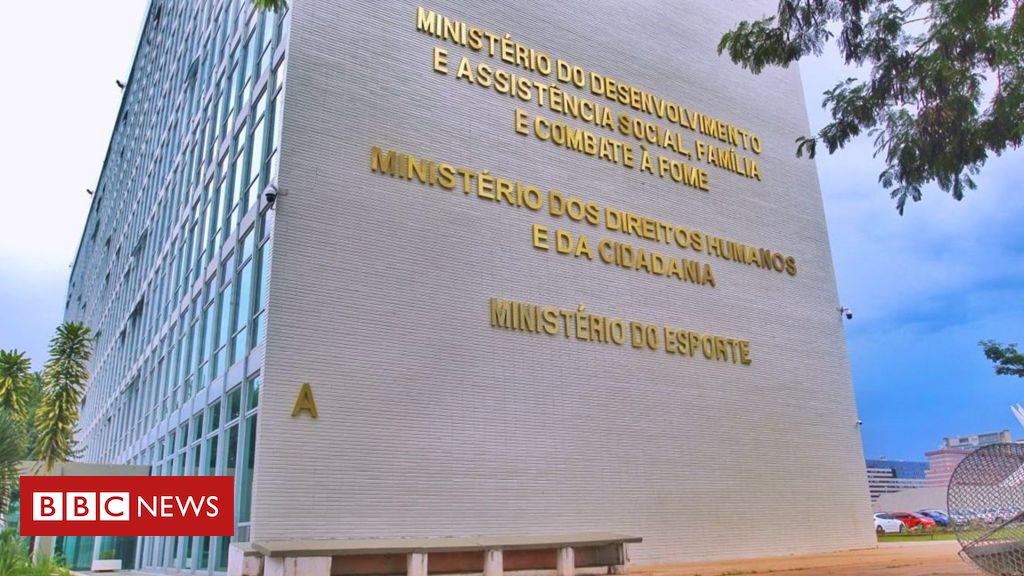 MINISTÉRIO DO DESENVOLVIMENTO
E ASSISTÊNCIA SOCIAL, FAMÍLIA
E COMBATE À FOME
MINISTÉRIO DOS DIREITOS HUMANOS
E DA CIDADANIA
MINISTÉRIO DO ESPORTE
A
BBC NEWS